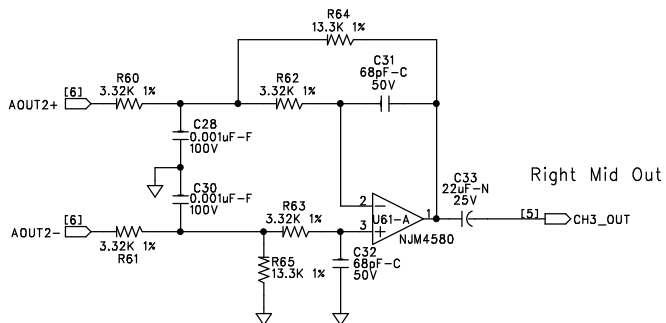 R64
13.3K 1%
C31
68pF-C
50V
[6]
R60
3.32K 1%
R62
3.32K 1%
AOUT2+
C28
0.001uF-F
100V
Right Mid Out
C30
0.001uF-F
100V
C33
22uF-N
25V
[6]
R63
3.32K 1%
2
U61-A
1
[5]
CH3_OUT
AOUT2-
3
NJM4580
3.32K 1%
R61
R65
13.3K 1%
C32
68pF-C
50V